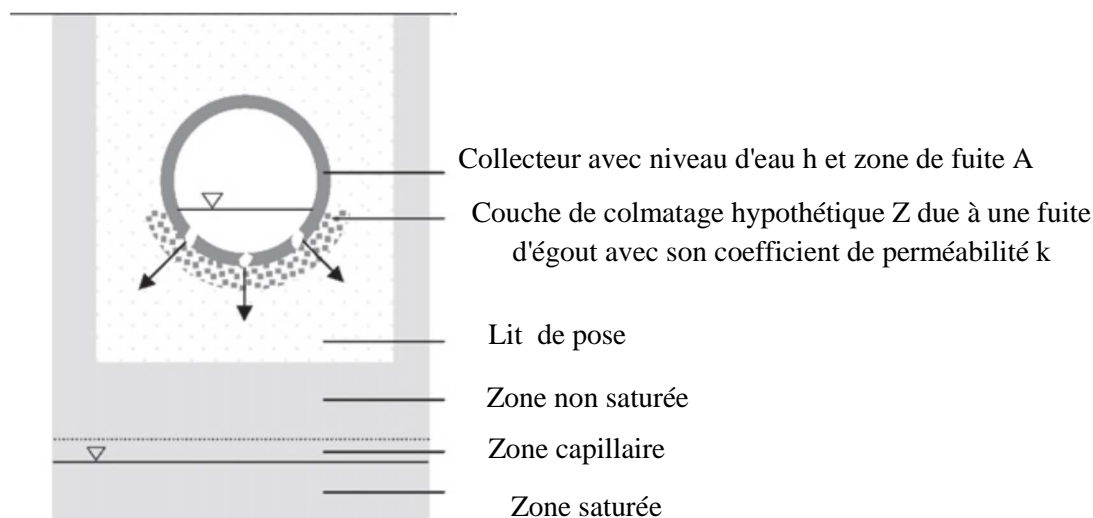 Collecteur avec niveau d'eau h et zone de fuite A
Couche de colmatage hypothétique Z due à une fuite
d'égout avec son coefficient de perméabilité k
Lit de pose
Zone non saturée
Zone capillaire
Zone saturée